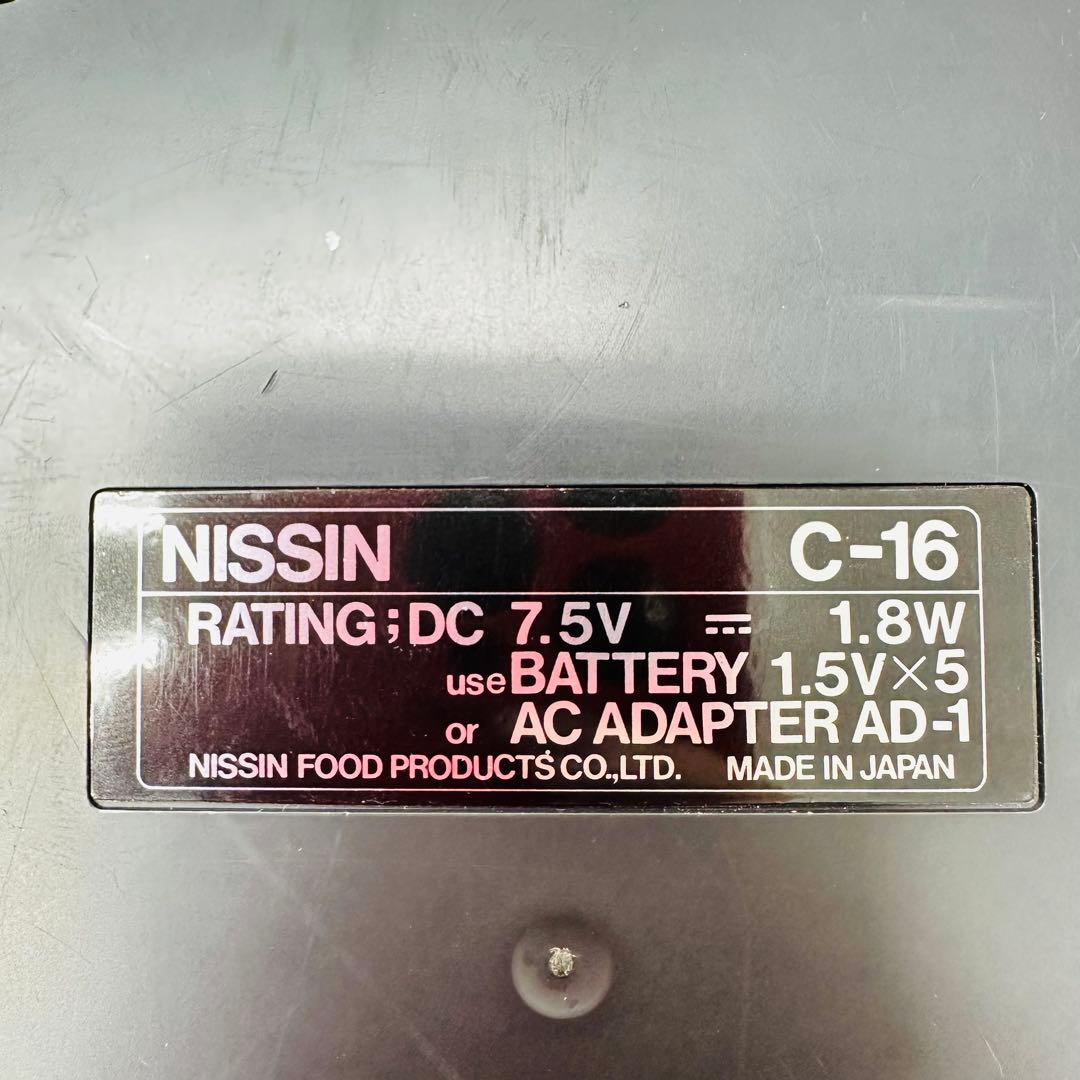 NISSIN C-16
RATING ; DC 7.5V ⎓ 1.8W
use BATTERY 1.5V×5
or AC ADAPTER AD-1
NISSIN FOOD PRODUCTS CO.,LTD. MADE IN JAPAN